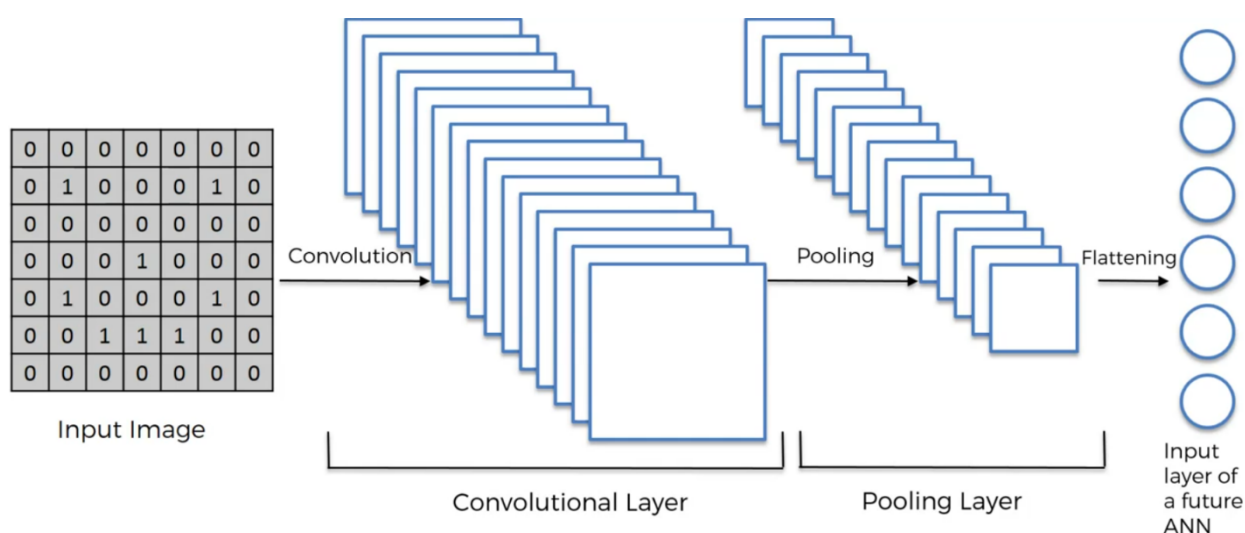 0 0 0 0 0 0 0
0 1 0 0 0 1 0
0 0 0 0 0 0 0
0 0 0 1 0 0 0
0 1 0 0 0 1 0
0 0 1 1 1 0 0
0 0 0 0 0 0 0
Input Image
Convolution
Convolutional Layer
Pooling
Pooling Layer
Flattening
Input
layer of
a future
ANN